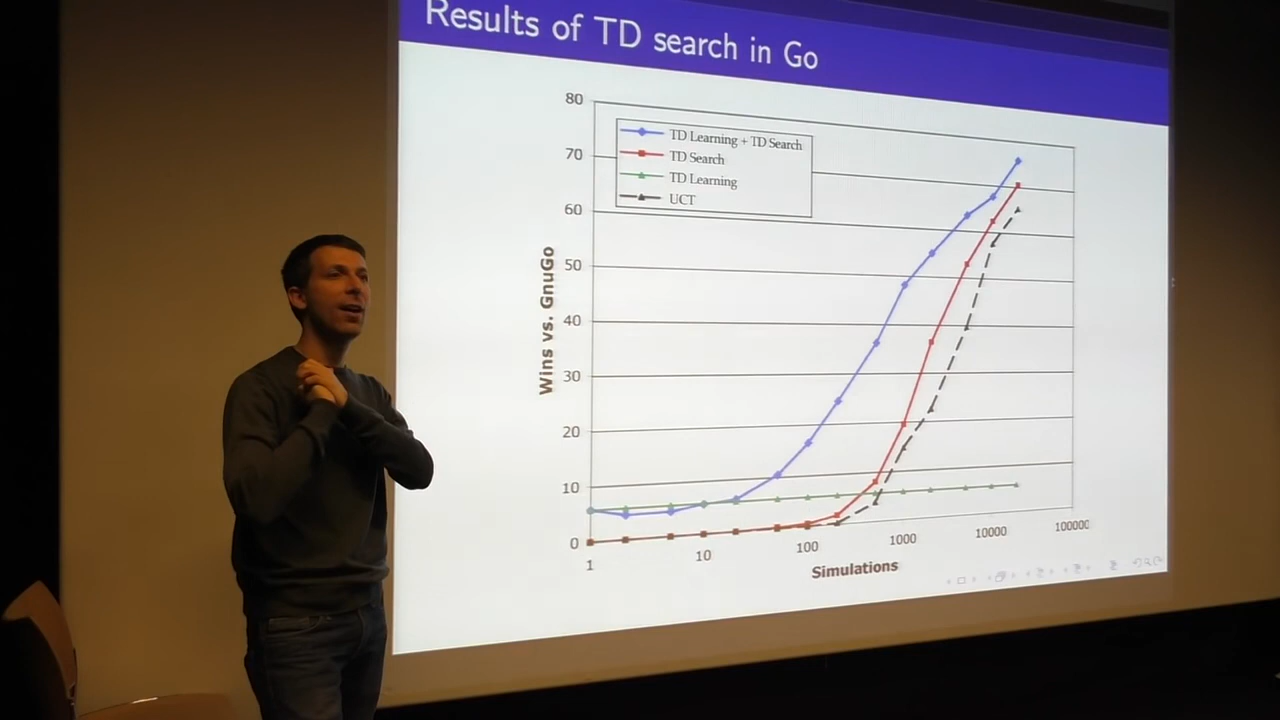 Results of TD search in Go
80
70
60
50
40
30
20
10
0
Wins vs. GnuGo
TD Learning + TD Search
TD Search
TD Learning
UCT
1
10
100
1000
10000
100000
Simulations